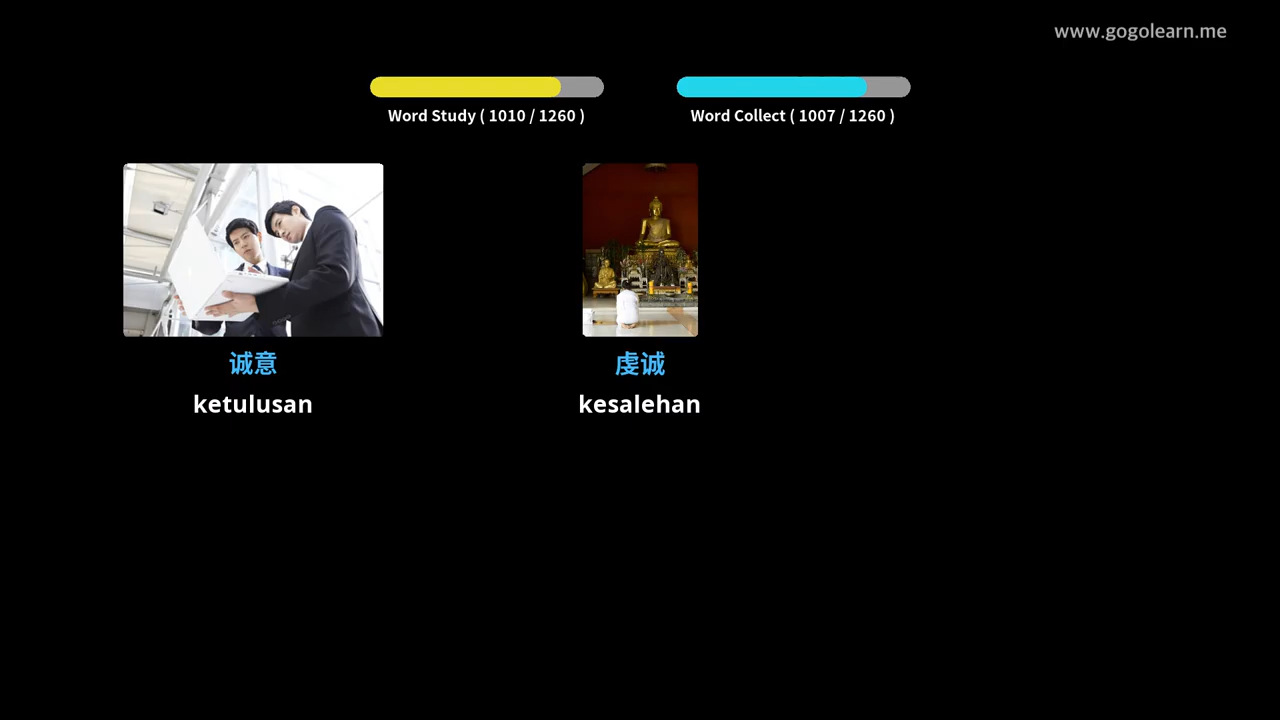 www.gogolearn.me
Word Study ( 1010 / 1260 )
Word Collect ( 1007 / 1260 )
诚意
虔诚
ketulusan
kesalehan